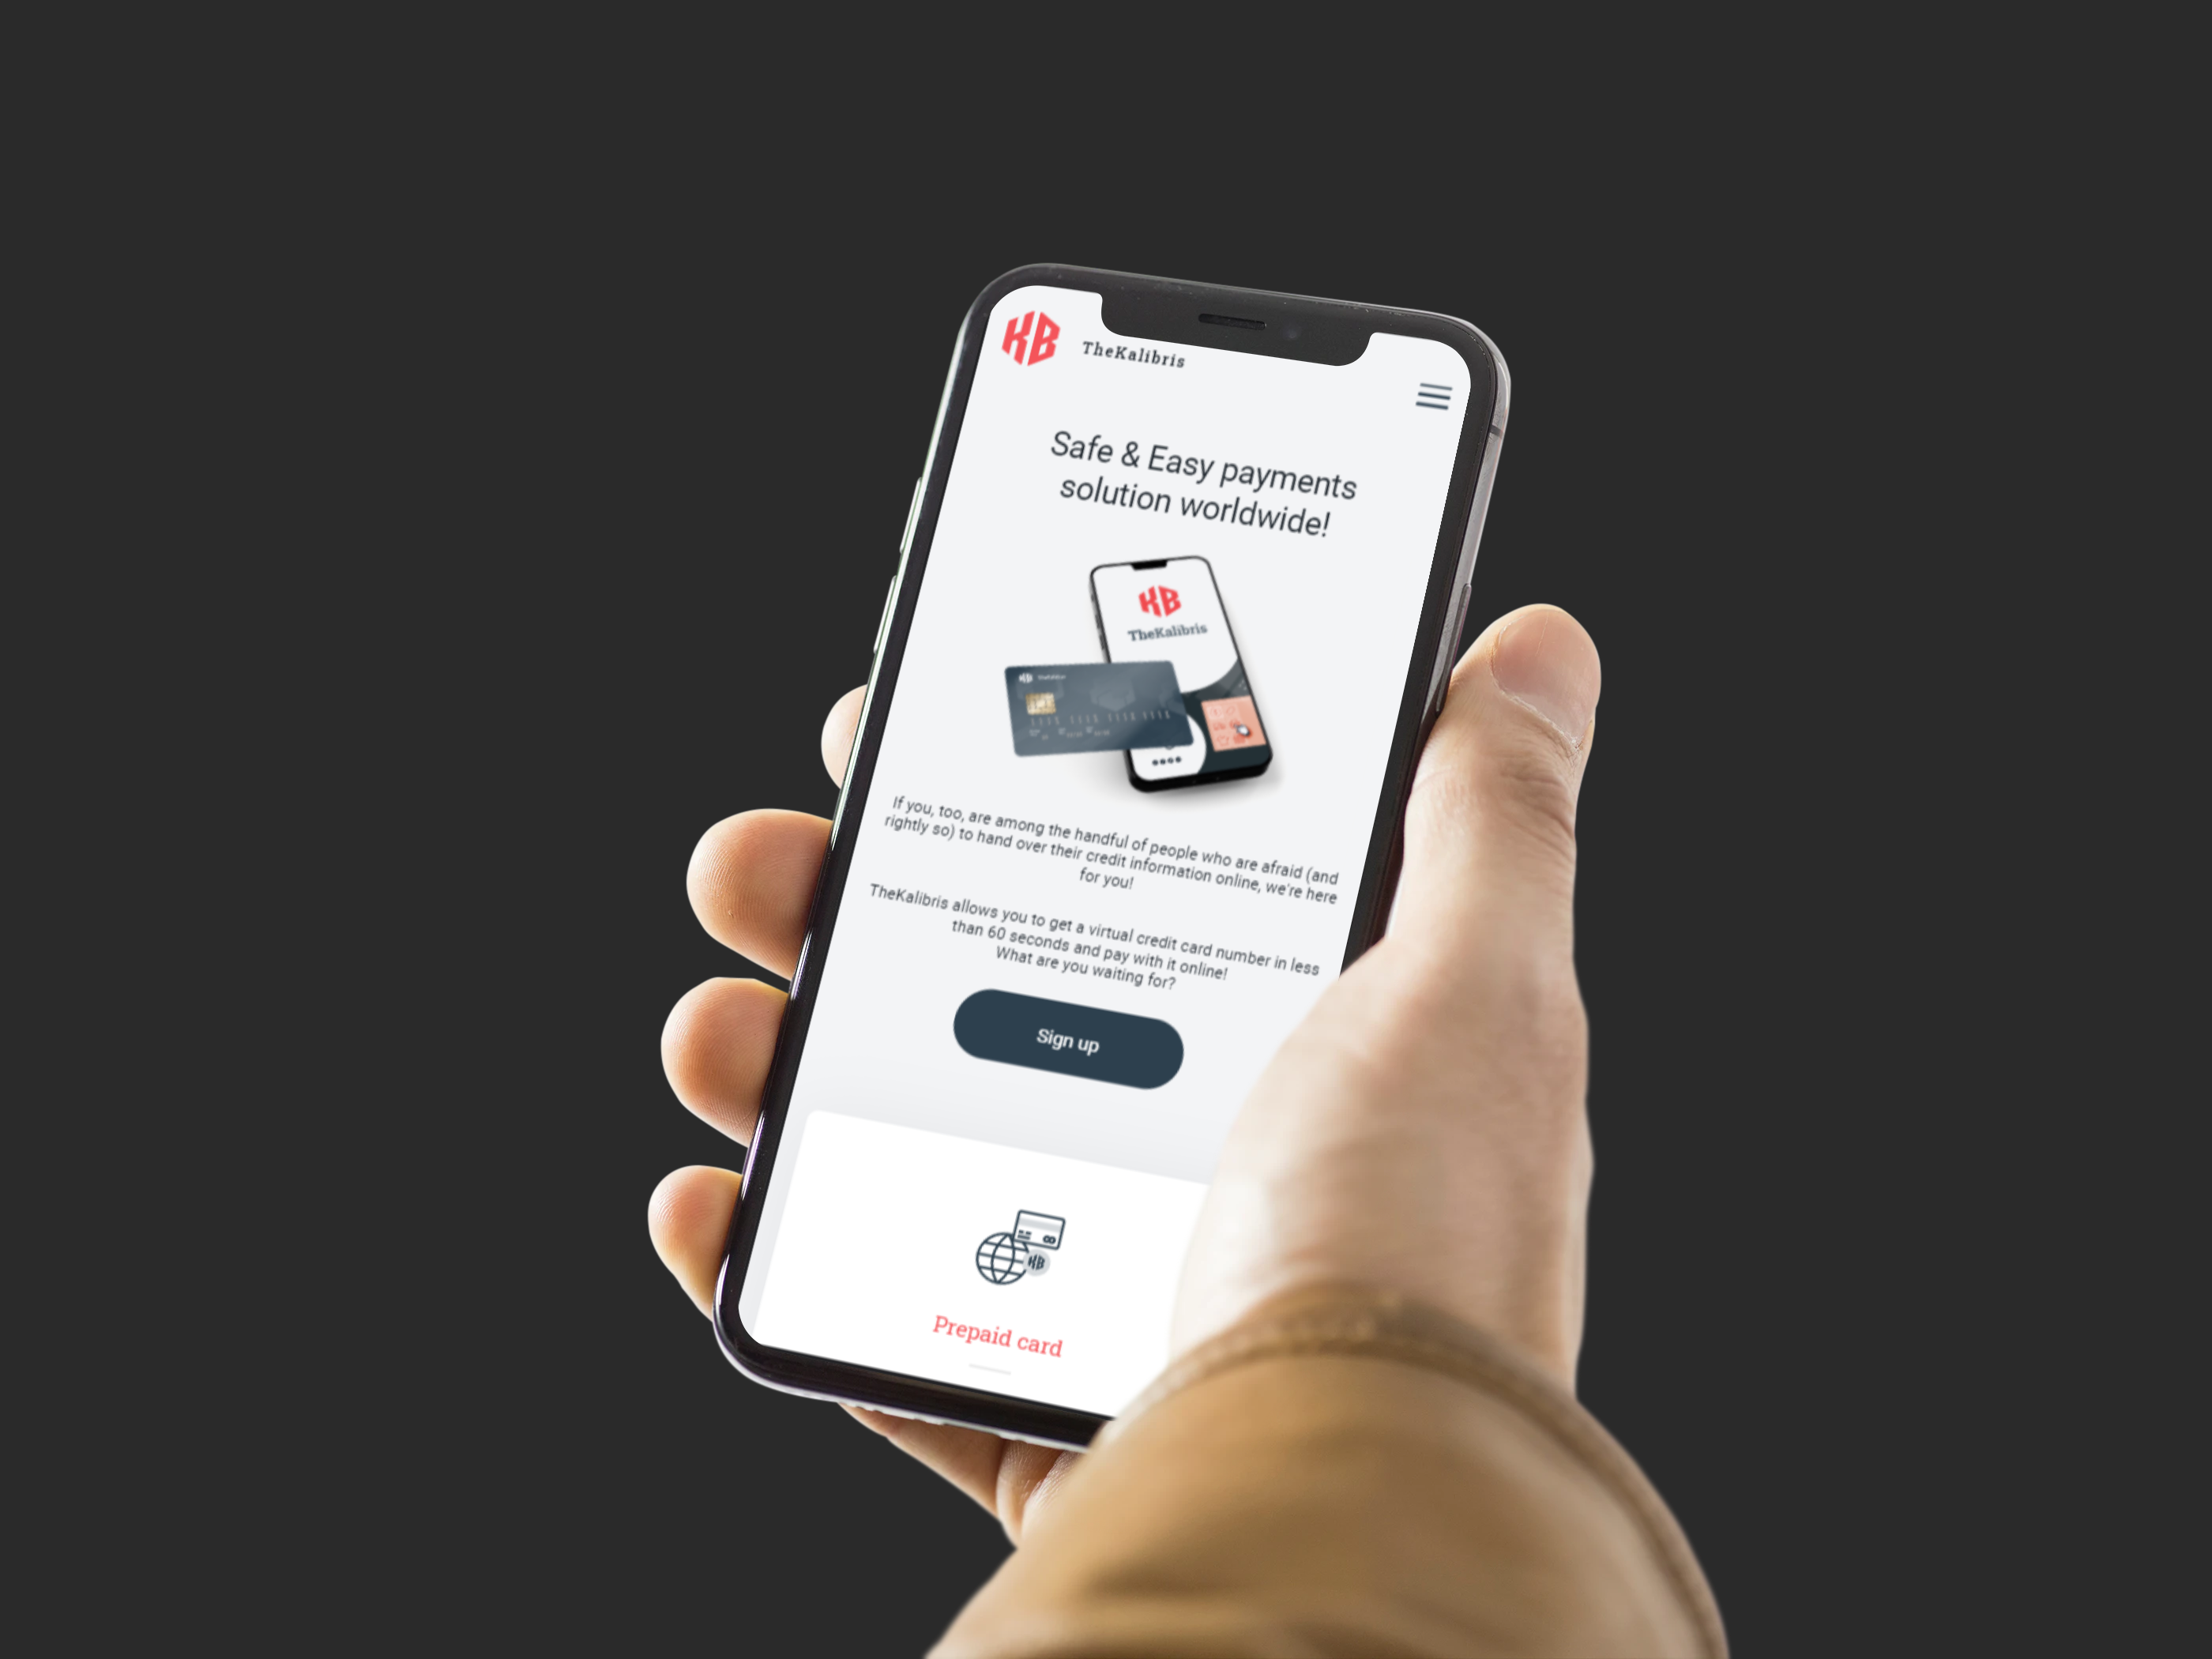 KB
TheKalibris
Safe & Easy payments
solution worldwide!
KB
TheKalibris
If you, too, are among the handful of people who are afraid (and
rightly so) to hand over their credit information online, we're here
for you!
TheKalibris allows you to get a virtual credit card number in less
than 60 seconds and pay with it online!
What are you waiting for?
Sign up
KB
Prepaid card